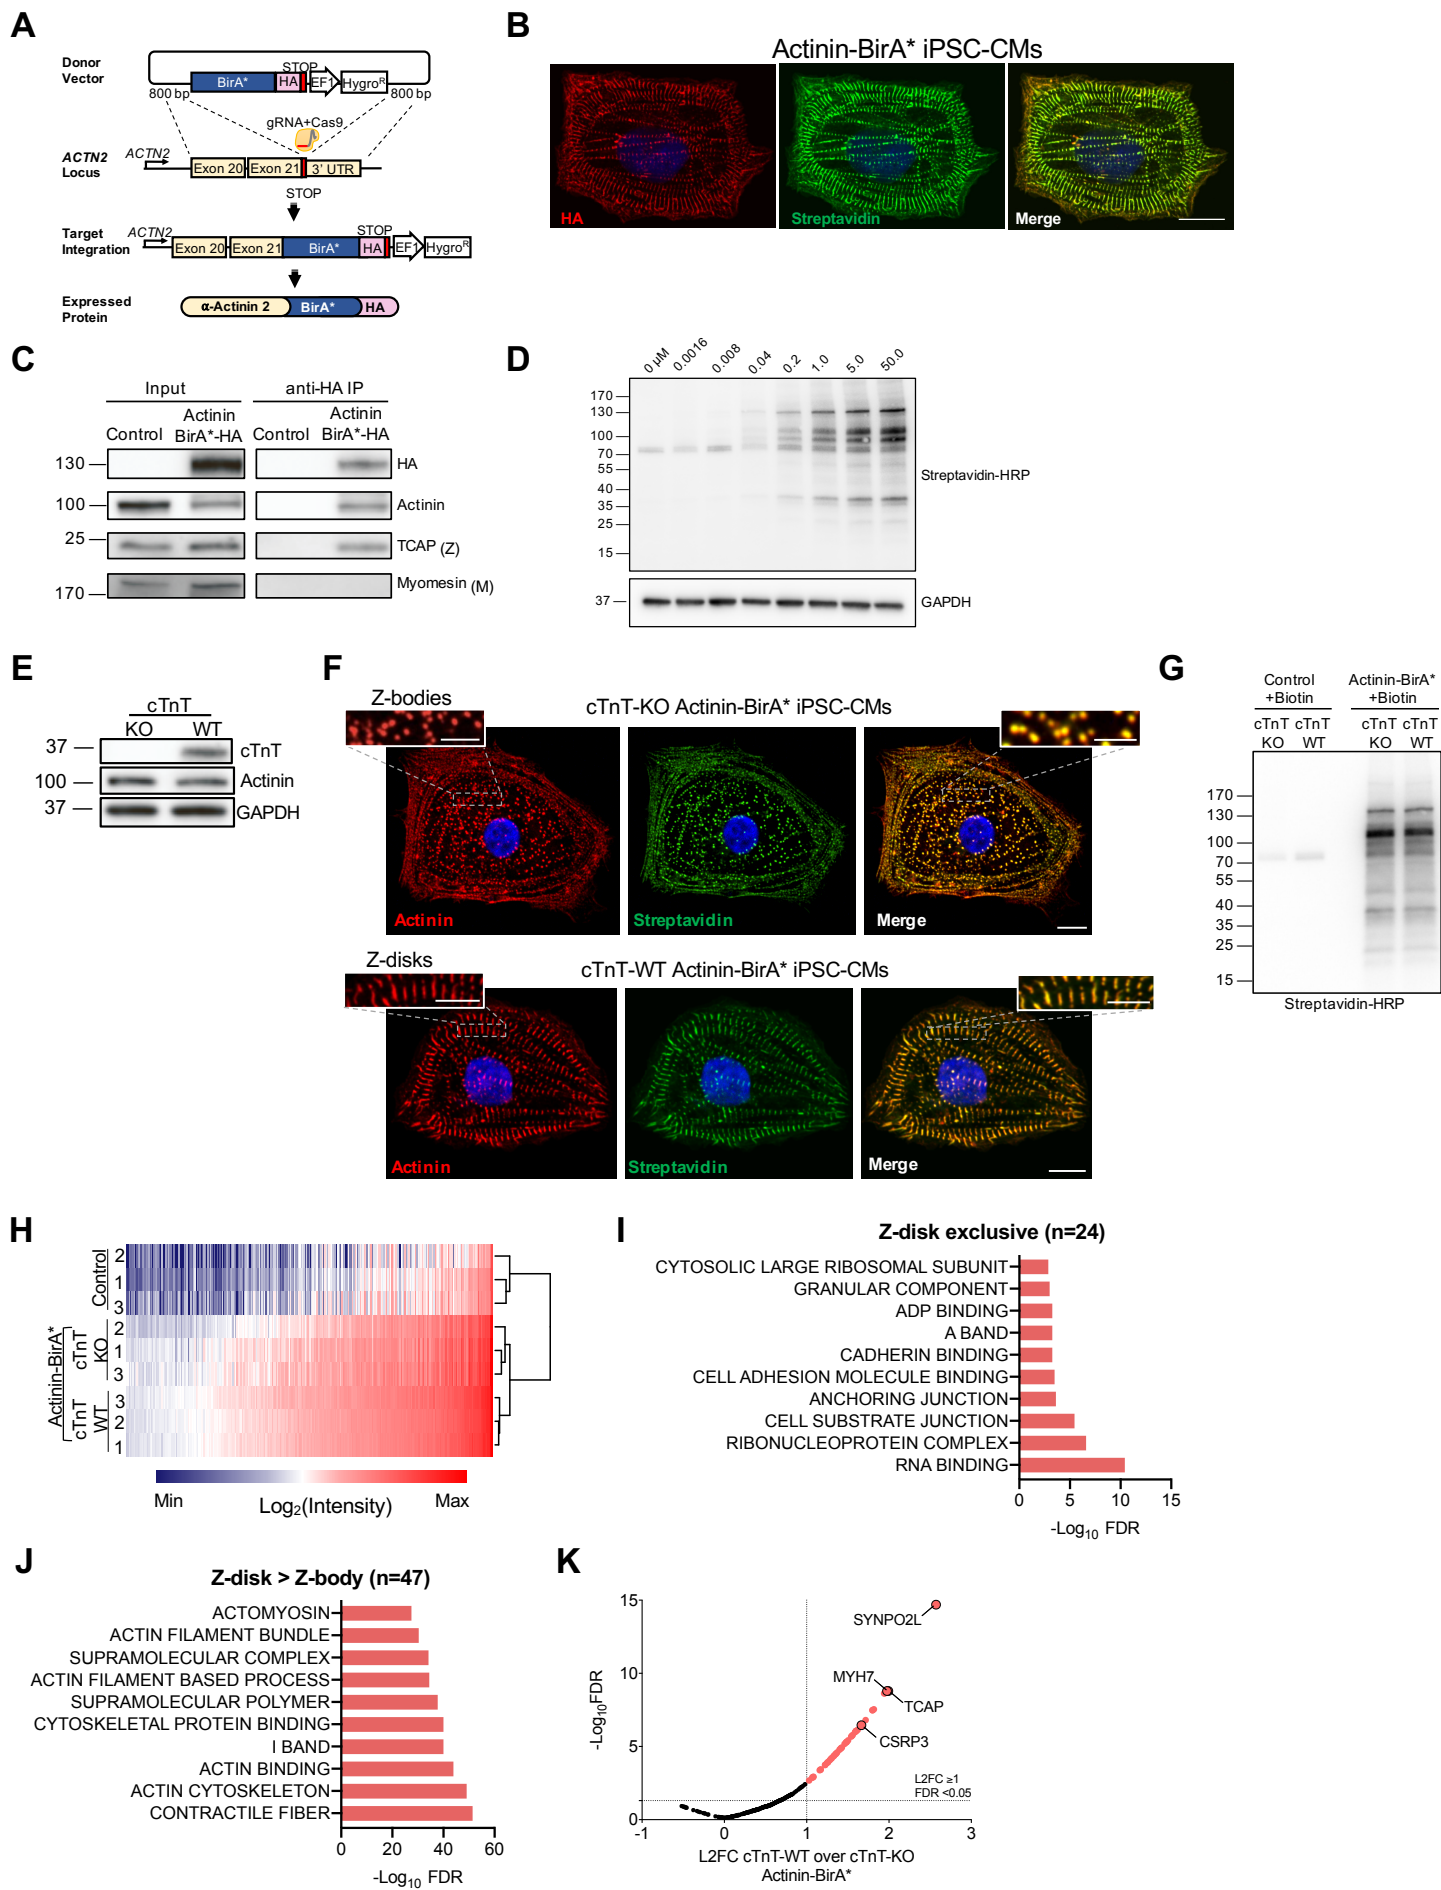 A
Donor
Vector
STOP
BirA*
HA
EF1
Hygro^R
800 bp
800 bp
gRNA+Cas9
ACTN2
Locus
ACTN2
Exon 20
Exon 21
3' UTR
STOP
Target
Integration
ACTN2
STOP
Exon 20
Exon 21
BirA*
HA
EF1
Hygro^R
Expressed
Protein
α-Actinin 2
BirA*
HA
B
Actinin-BirA* iPSC-CMs
HA
Streptavidin
Merge
C
Input
anti-HA IP
Control
Actinin
BirA*-HA
Control
Actinin
BirA*-HA
130
HA
100
Actinin
25
TCAP (Z)
170
Myomesin (M)
D
0 µM
0.0016
0.008
0.04
0.2
1.0
5.0
50.0
170
130
100
70
55
40
35
25
15
Streptavidin-HRP
37
GAPDH
E
cTnT
KO
WT
37
cTnT
100
Actinin
37
GAPDH
F
Z-bodies
cTnT-KO Actinin-BirA* iPSC-CMs
Actinin
Streptavidin
Merge
Z-disks
cTnT-WT Actinin-BirA* iPSC-CMs
Actinin
Streptavidin
Merge
G
Control
+Biotin
Actinin-BirA*
+Biotin
cTnT
KO
cTnT
WT
cTnT
KO
cTnT
WT
170
130
100
70
55
40
35
25
15
Streptavidin-HRP
H
Control
2
1
3
Actinin-BirA*
cTnT
KO
2
1
3
cTnT
WT
3
2
1
Min
Log2(Intensity)
Max
I
Z-disk exclusive (n=24)
CYTOSOLIC LARGE RIBOSOMAL SUBUNIT
GRANULAR COMPONENT
ADP BINDING
A BAND
CADHERIN BINDING
CELL ADHESION MOLECULE BINDING
ANCHORING JUNCTION
CELL SUBSTRATE JUNCTION
RIBONUCLEOPROTEIN COMPLEX
RNA BINDING
0 5 10 15
-Log10 FDR
J
Z-disk > Z-body (n=47)
ACTOMYOSIN
ACTIN FILAMENT BUNDLE
SUPRAMOLECULAR COMPLEX
ACTIN FILAMENT BASED PROCESS
SUPRAMOLECULAR POLYMER
CYTOSKELETAL PROTEIN BINDING
I BAND
ACTIN BINDING
ACTIN CYTOSKELETON
CONTRACTILE FIBER
0 20 40 60
-Log10 FDR
K
-Log10FDR
15
10
5
0
SYNPO2L
MYH7
TCAP
CSRP3
L2FC ≥1
FDR <0.05
-1 0 1 2 3
L2FC cTnT-WT over cTnT-KO
Actinin-BirA*